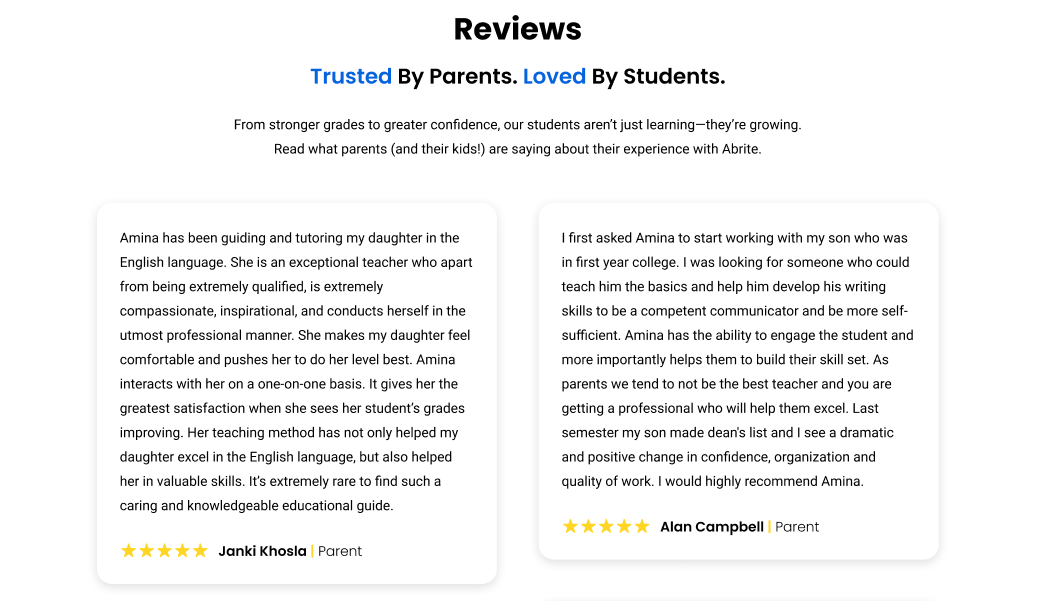 Reviews
Trusted By Parents. Loved By Students.
From stronger grades to greater confidence, our students aren’t just learning—they’re growing.
Read what parents (and their kids!) are saying about their experience with Abrite.
Amina has been guiding and tutoring my daughter in the
English language. She is an exceptional teacher who apart
from being extremely qualified, is extremely
compassionate, inspirational, and conducts herself in the
utmost professional manner. She makes my daughter feel
comfortable and pushes her to do her level best. Amina
interacts with her on a one-on-one basis. It gives her the
greatest satisfaction when she sees her student’s grades
improving. Her teaching method has not only helped my
daughter excel in the English language, but also helped
her in valuable skills. It’s extremely rare to find such a
caring and knowledgeable educational guide.
Janki Khosla | Parent
I first asked Amina to start working with my son who was
in first year college. I was looking for someone who could
teach him the basics and help him develop his writing
skills to be a competent communicator and be more self-
sufficient. Amina has the ability to engage the student and
more importantly helps them to build their skill set. As
parents we tend to not be the best teacher and you are
getting a professional who will help them excel. Last
semester my son made dean's list and I see a dramatic
and positive change in confidence, organization and
quality of work. I would highly recommend Amina.
Alan Campbell | Parent